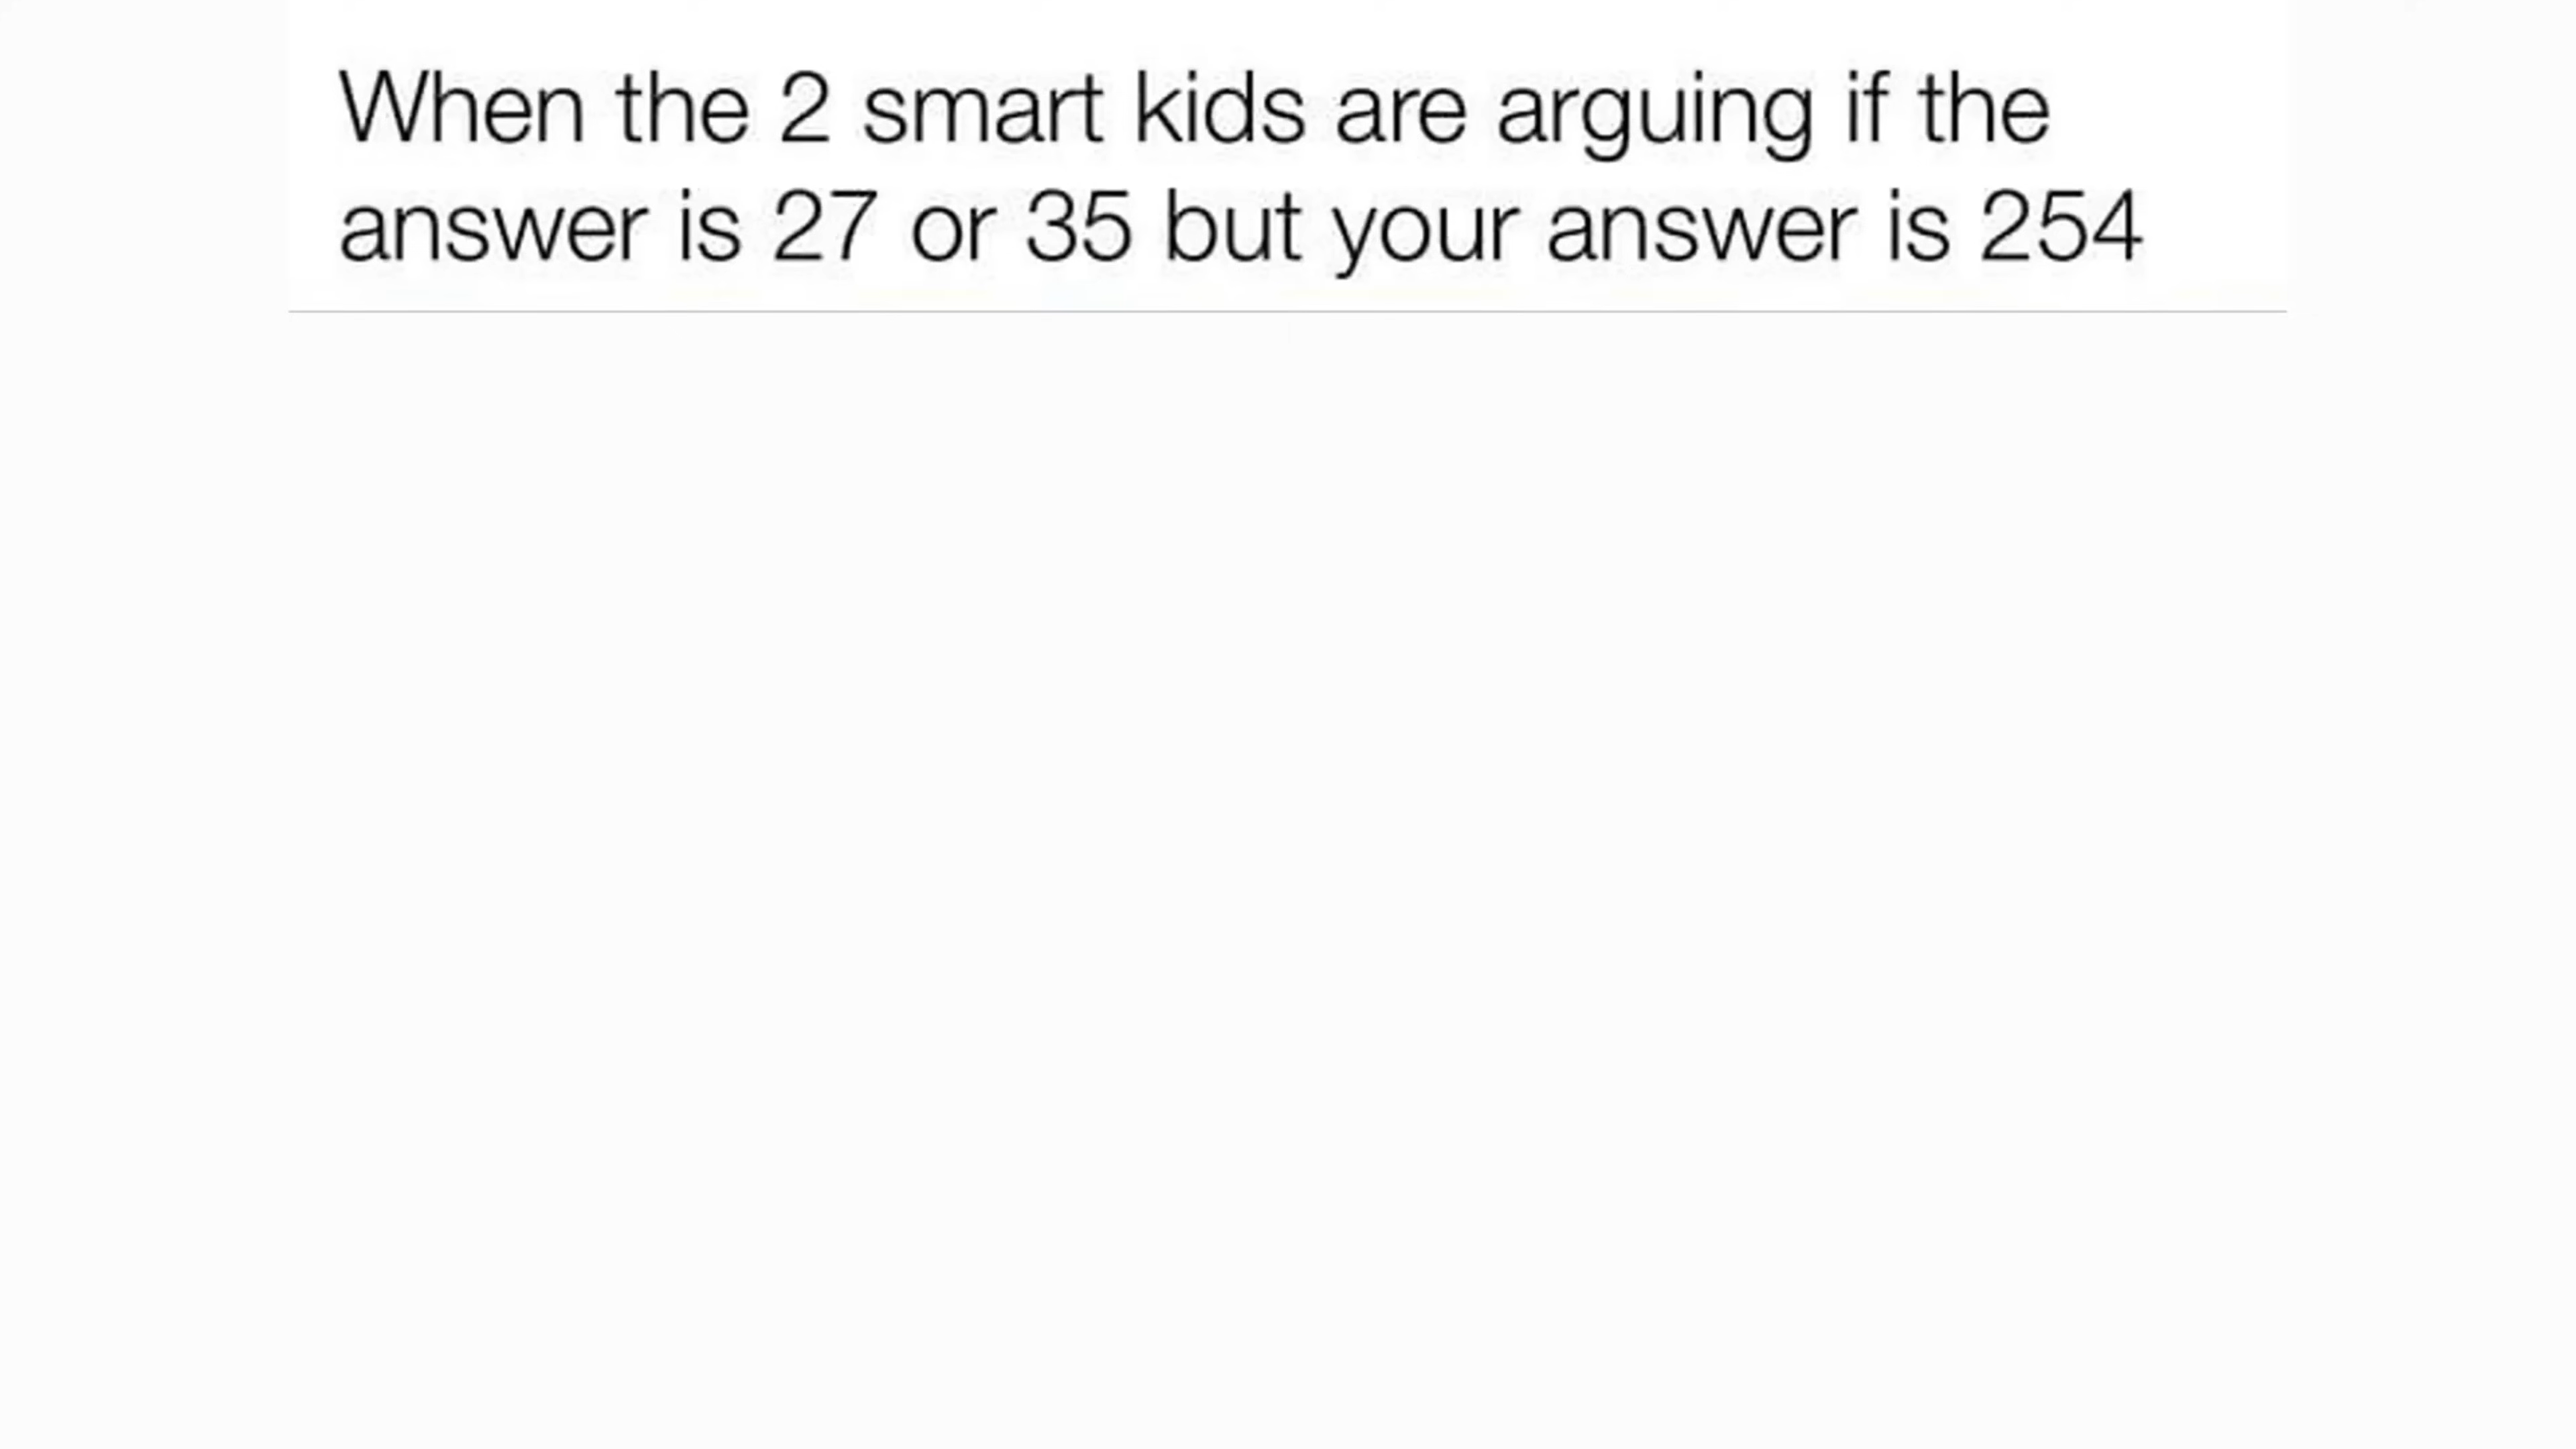 When the 2 smart kids are arguing if the
answer is 27 or 35 but your answer is 254